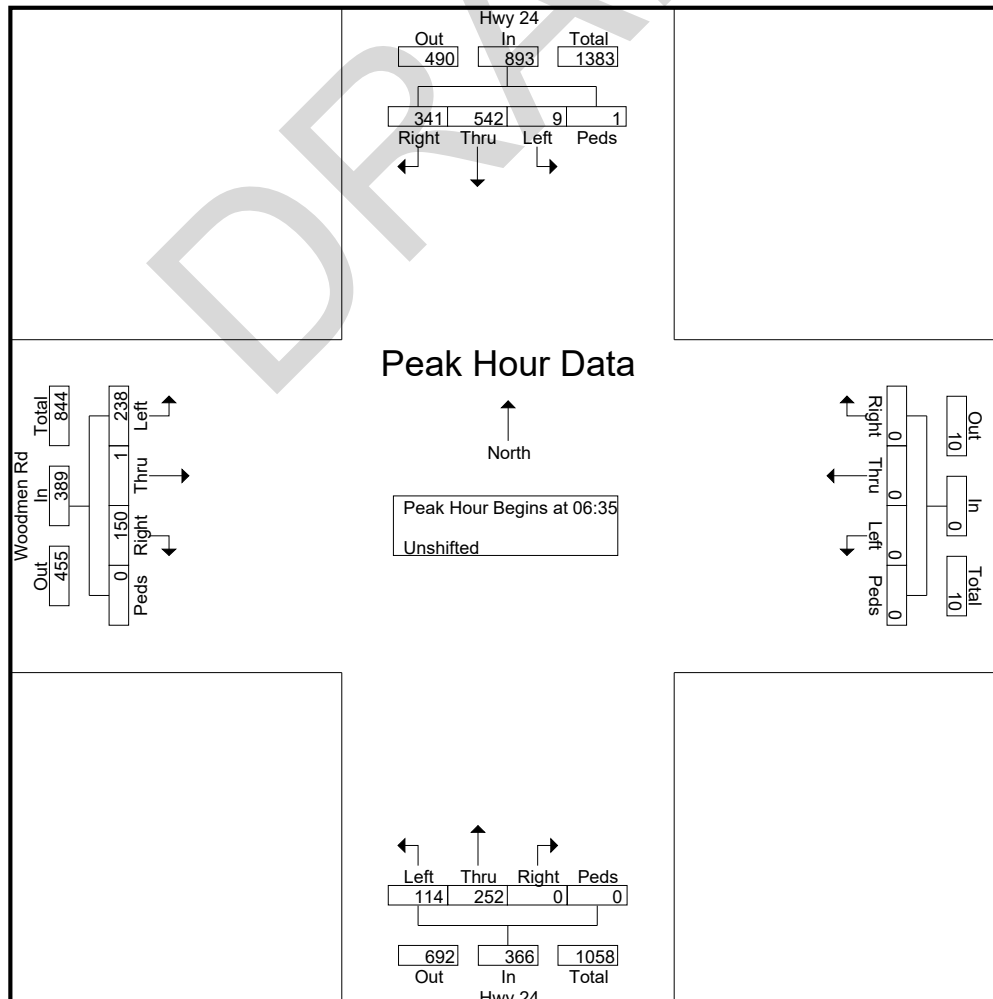 DRA
Hwy 24
Out In Total
490 893 1383
341 542 9 1
Right Thru Left Peds
Peak Hour Data
North
Peak Hour Begins at 06:35
Unshifted
Woodmen Rd
Out In Total
455 389 844
0 150 1 238
Peds Right Thru Left
Out In Total
10 0 10
Right Thru Left Peds
0 0 0 0
Left Thru Right Peds
114 252 0 0
692 366 1058
Out In Total
Hwy 24